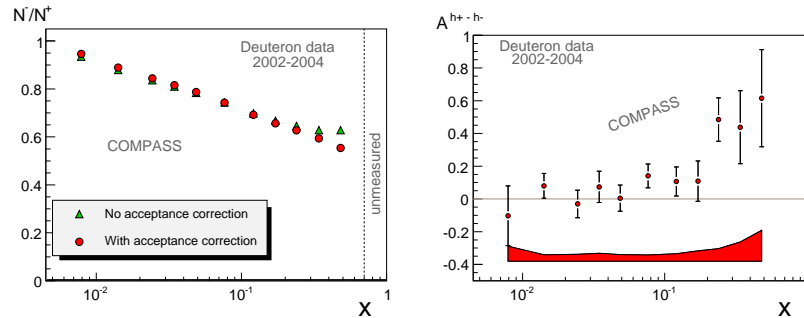 N⁻/N⁺
1
0.8
0.6
0.4
0.2
0
Deuteron data
2002-2004
COMPASS
unmeasured
No acceptance correction
With acceptance correction
10⁻²
10⁻¹
1
X
A h+ - h-
1
0.8
0.6
0.4
0.2
0
-0.2
-0.4
Deuteron data
2002-2004
COMPASS
10⁻²
10⁻¹
X